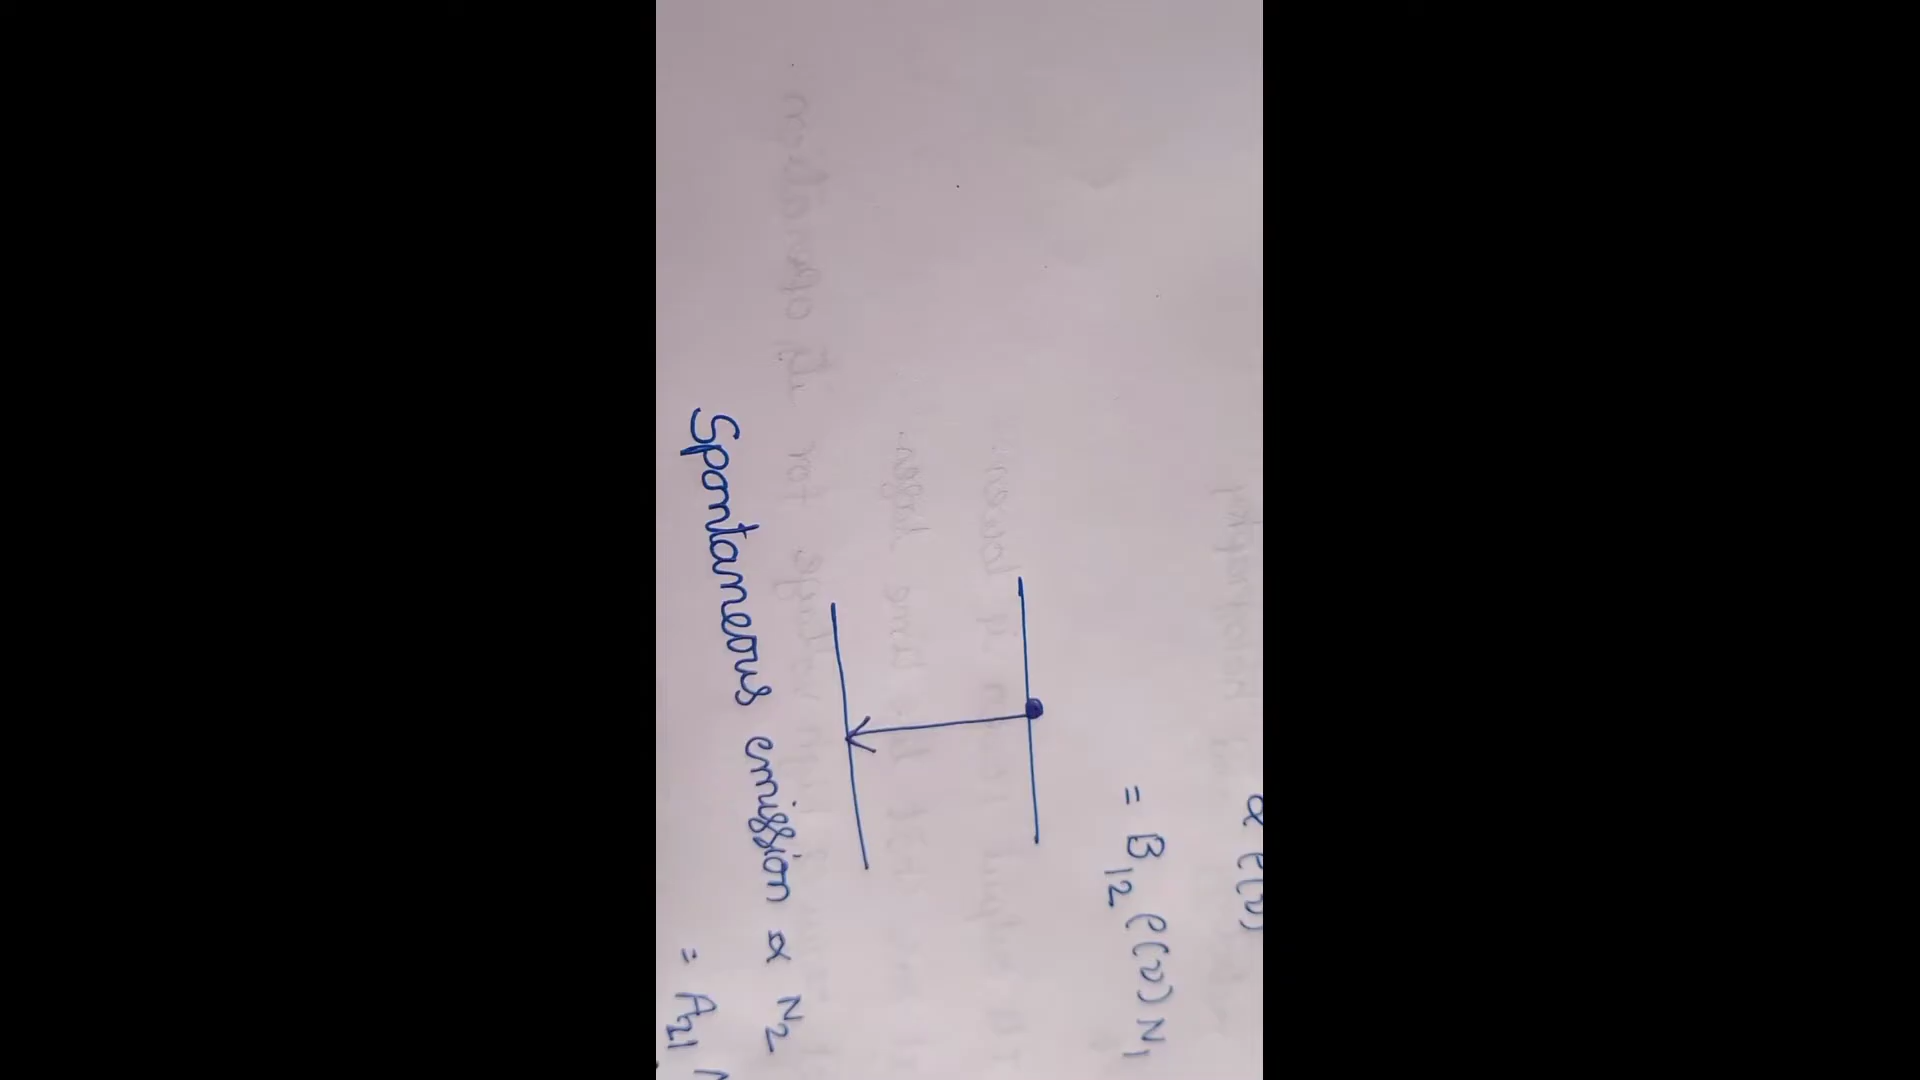 ∝ ρ(ν)
= B₁₂ ρ(ν) N₁
Spontaneous emission ∝ N₂
= A₂₁